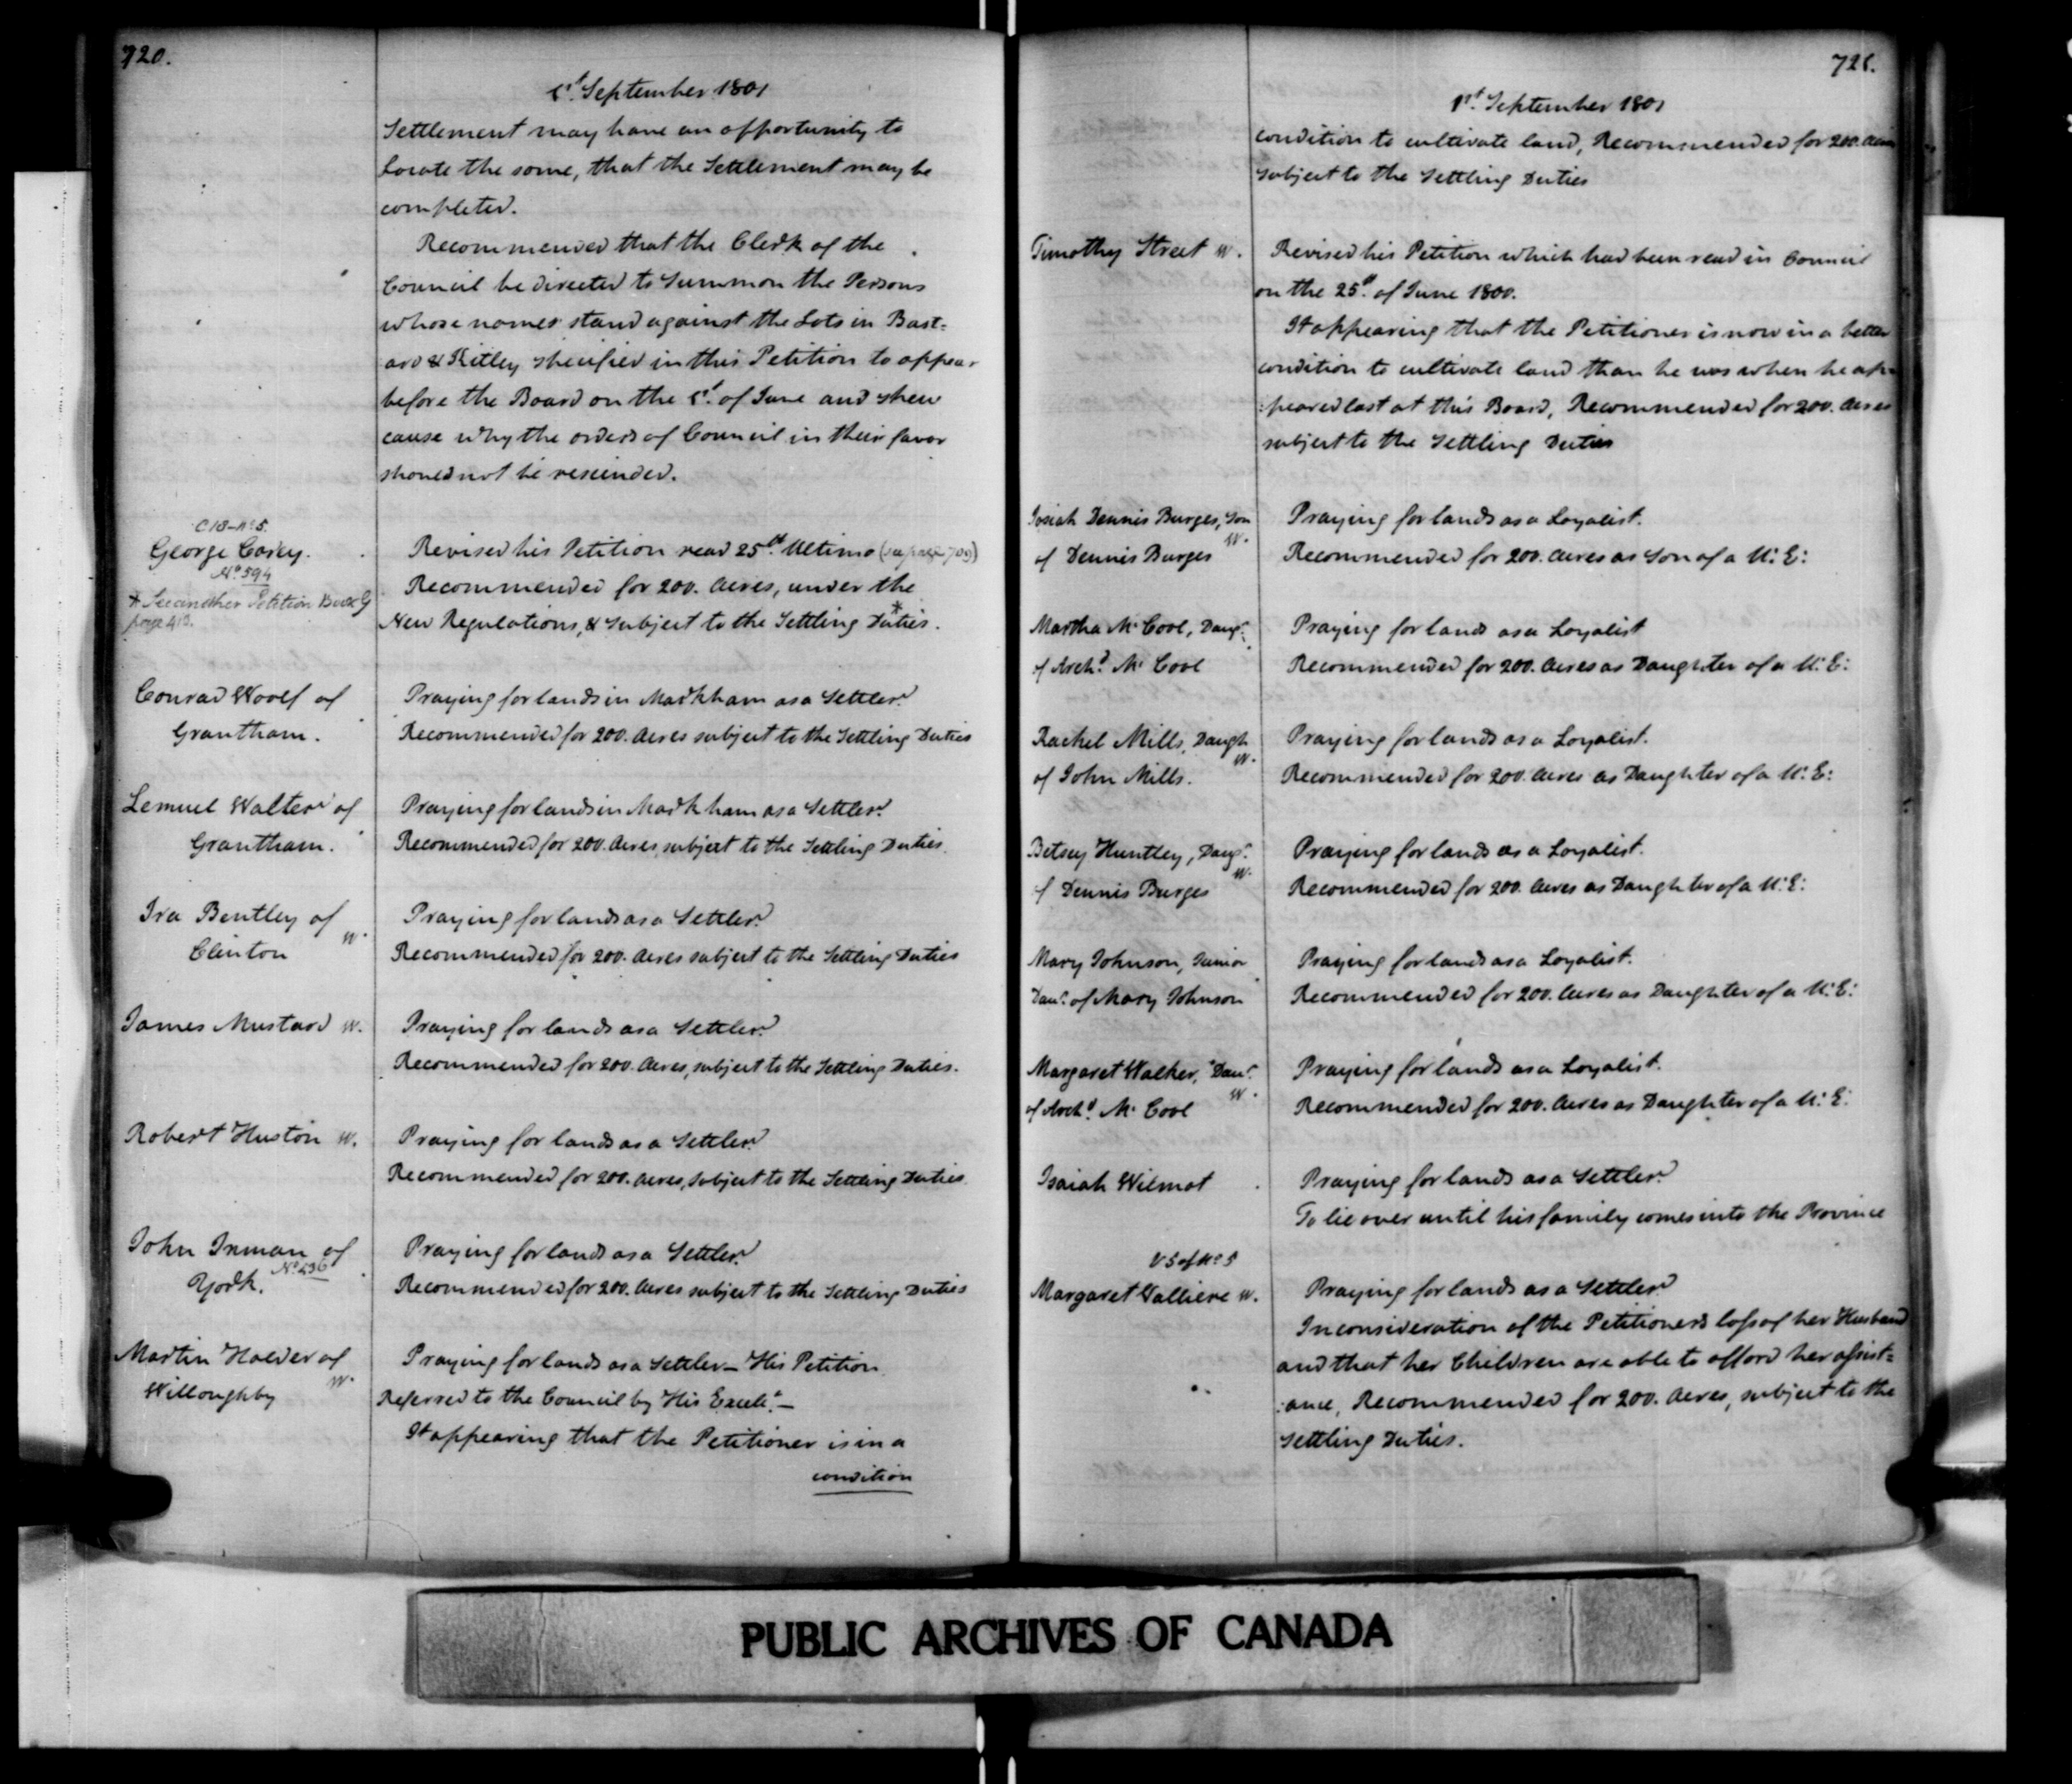 720.
1st. September 1801
Settlement may have an opportunity to
locate the same, that the Settlement may be
completed.
Recommended that the Clerk of the
Council be directed to Summon the Persons
whose names stand against the Lots in Bast=
ard & Kitley specified in this Petition to appear
before the Board on the 1st. of June and shew
cause why the orders of Council in their favor
should not be rescinded.
C 18-No 5.
George Corey.
No 594
* See another Petition Book G
page 413.
Revised his Petition read 25th. Ultimo (see page 709)
Recommended for 200. Acres, under the
New Regulations, & Subject to the Settling Duties.*
Conrad Woolf of
Grantham.
Praying for lands in Markham as a Settler.
Recommended for 200. Acres subject to the Settling Duties
Lemuel Walter of
Grantham.
Praying for lands in Markham as a Settler.
Recommended for 200. Acres, subject to the Settling Duties.
Ira Bentley of
W.
Clinton
Praying for lands as a Settler.
Recommended for 200. Acres subject to the Settling Duties
James Mustard W.
Praying for lands as a Settler.
Recommended for 200. Acres, subject to the Settling Duties.
Robert Huston W.
Praying for lands as a Settler.
Recommended for 200. Acres, subject to the Settling Duties.
John Inman of
York. No 436
Praying for lands as a Settler.
Recommended for 200. Acres subject to the Settling Duties
Martin Holder of
W.
Willoughby
Praying for lands as a Settler - His Petition
Referred to the Council by His Excely. -
It appearing that the Petitioner is in a
condition
721.
1st. September 1801
condition to cultivate land, Recommended for 200. Acres
subject to the Settling Duties
Timothy Street W.
Revised his Petition which had been read in Council
on the 25th. of June 1800.
It appearing that the Petitioner is now in a better
condition to cultivate land than he was when he ap=
:peared last at this Board, Recommended for 200. Acres
subject to the Settling Duties
Josiah Dennis Burges, Son
W.
of Dennis Burges
Praying for lands as a Loyalist.
Recommended for 200. Acres as Son of a U. E:
Martha Mc Cool, Daugr.
of Archd. Mc Cool
Praying for lands as a Loyalist
Recommended for 200. Acres as Daughter of a U. E:
Rachel Mills, Daugh
W.
of John Mills.
Praying for lands as a Loyalist.
Recommended for 200. Acres as Daughter of a U. E:
Betsey Huntley, Daugr.
W.
of Dennis Burges
Praying for lands as a Loyalist.
Recommended for 200. Acres as Daughter of a U. E:
Mary Johnson, Junior
Daur. of Mary Johnson
Praying for lands as a Loyalist.
Recommended for 200. Acres as Daughter of a U. E:
Margaret Walker, Daur.
W.
of Archd. Mc Cool
Praying for lands as a Loyalist.
Recommended for 200. Acres as Daughter of a U. E:
Isaiah Wilmot
Praying for lands as a Settler.
To lie over until his family comes into the Province
V 5 of No 5
Margaret Valliere W.
Praying for lands as a Settler.
In consideration of the Petitioners loss of her Husband
and that her Children are able to afford her assist=
:ance, Recommended for 200. Acres, subject to the
Settling Duties.
PUBLIC ARCHIVES OF CANADA